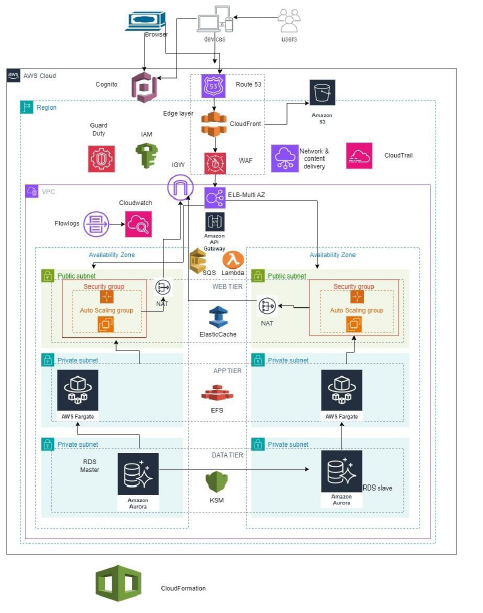 Browser
devices
users
AWS Cloud
Cognito
53
Route 53
Region
Edge layer
CloudFront
Amazon
S3
Guard
Duty
IAM
Network &
content
delivery
CloudTrail
WAF
IGW
VPC
ELB-Multi AZ
Cloudwatch
Flowlogs
Amazon
API
Gateway
Availability Zone
Availability Zone
SQS
Lambda
Public subnet
Public subnet
Security group
Security group
WEB TIER
NAT
NAT
Auto Scaling group
Auto Scaling group
ElasticCache
Private subnet
APP TIER
Private subnet
AWS Fargate
EFS
AWS Fargate
Private subnet
DATA TIER
Private subnet
RDS
Master
Amazon
Aurora
KSM
RDS slave
Amazon
Aurora
CloudFormation